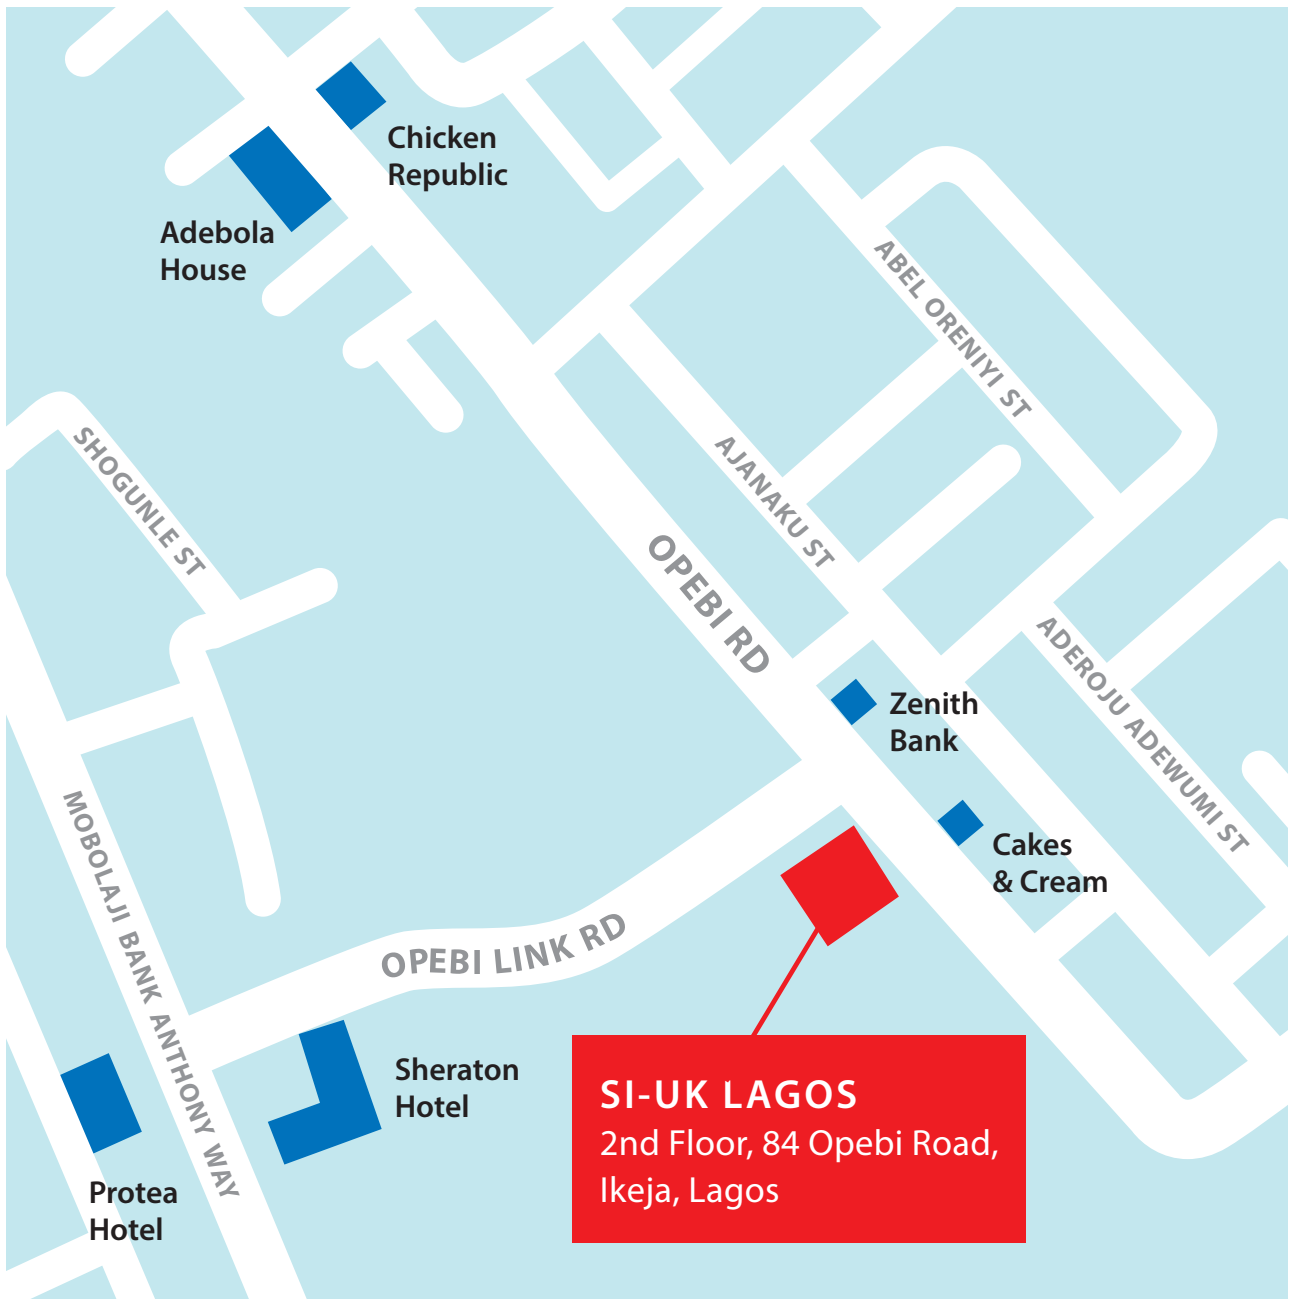 Chicken
Republic
Adebola
House
ABEL ORENIYI ST
SHOGUNLE ST
AJANAKU ST
OPEBI RD
ADEROJU ADEWUMI ST
Zenith
Bank
MOBOLAJI BANK ANTHONY WAY
Cakes
& Cream
OPEBI LINK RD
Sheraton
Hotel
SI-UK LAGOS
2nd Floor, 84 Opebi Road,
Ikeja, Lagos
Protea
Hotel